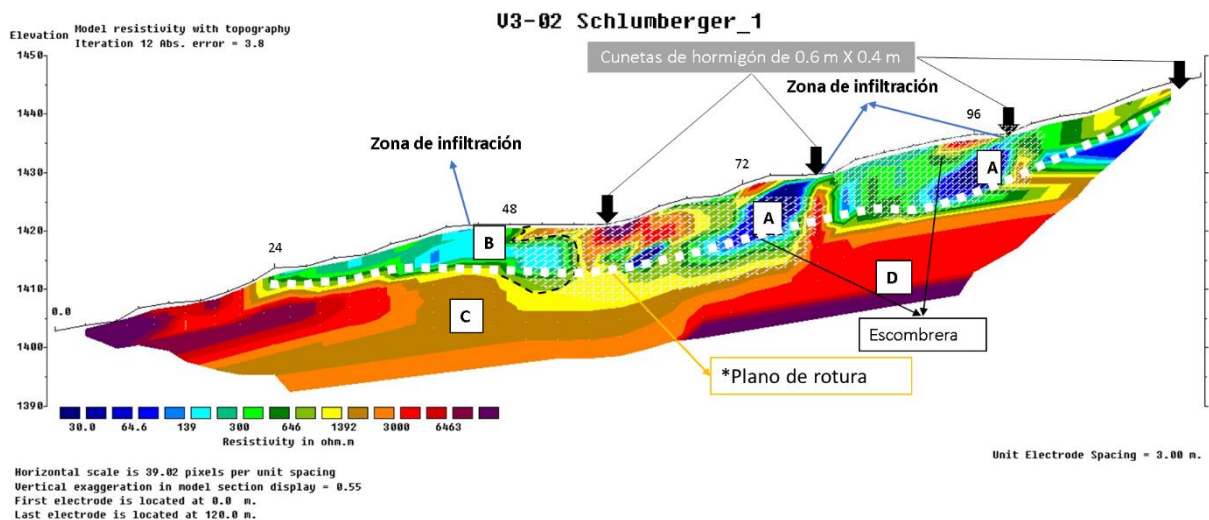 V3-02 Schlumberger_1
Elevation
Model resistivity with topography
Iteration 12 Abs. error = 3.8
Cunetas de hormigón de 0.6 m X 0.4 m
Zona de infiltración
Zona de infiltración
1450
1440
1430
1420
1410
1400
1390
0.0
24
48
72
96
A
A
B
C
D
Escombrera
*Plano de rotura
30.0 64.6 139 300 646 1392 3000 6463
Resistivity in ohm.m
Unit Electrode Spacing = 3.00 m.
Horizontal scale is 39.02 pixels per unit spacing
Vertical exaggeration in model section display = 0.55
First electrode is located at 0.0 m.
Last electrode is located at 120.0 m.